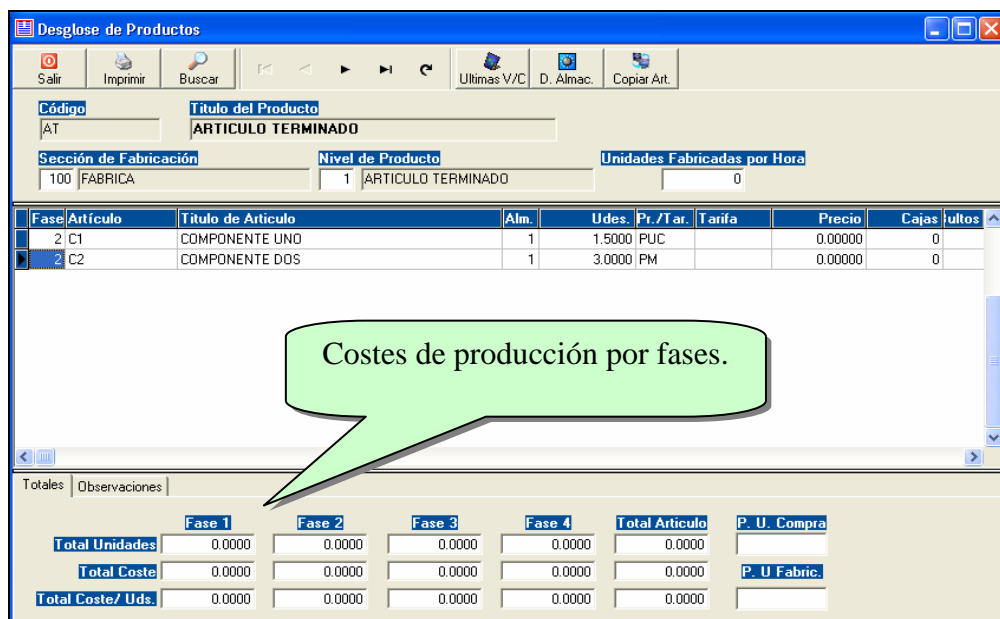 Desglose de Productos
Salir Imprimir Buscar Ultimas V/C D. Almac. Copiar Art.
Código Titulo del Producto
AT ARTICULO TERMINADO
Sección de Fabricación Nivel de Producto Unidades Fabricadas por Hora
100 FABRICA 1 ARTICULO TERMINADO 0
Fase Artículo Titulo de Articulo Alm. Udes. Pr./Tar. Tarifa Precio Cajas
2 C1 COMPONENTE UNO 1 1.5000 PUC 0.00000 0
2 C2 COMPONENTE DOS 1 3.0000 PM 0.00000 0
Costes de producción por fases.
Totales Observaciones
Fase 1 Fase 2 Fase 3 Fase 4 Total Articulo P. U. Compra
Total Unidades 0.0000 0.0000 0.0000 0.0000 0.0000
Total Coste 0.0000 0.0000 0.0000 0.0000 0.0000 P. U Fabric.
Total Coste/ Uds. 0.0000 0.0000 0.0000 0.0000 0.0000